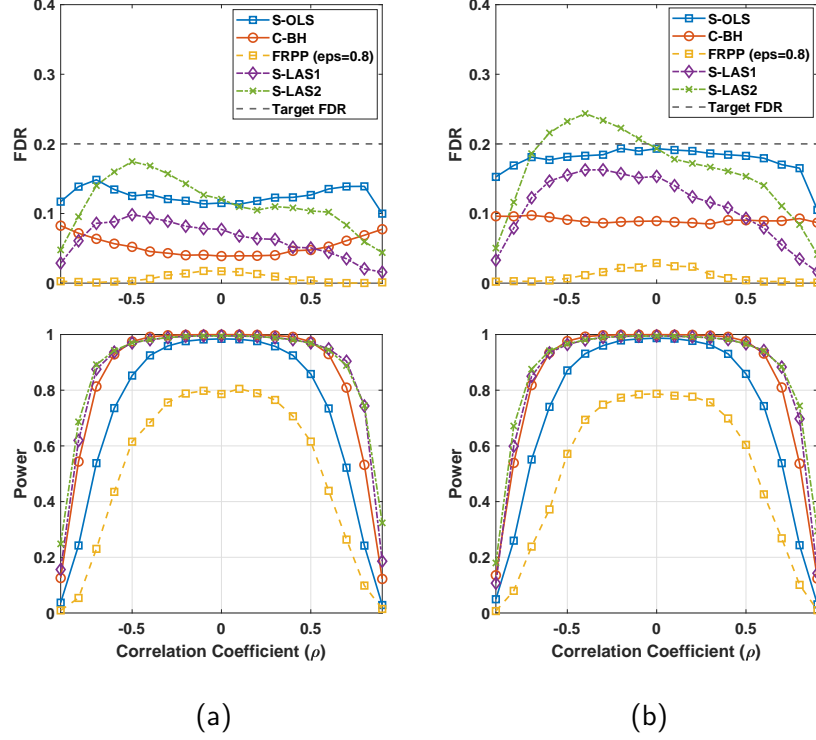 0.4
0.3
0.2
0.1
0
FDR
S-OLS
C-BH
FRPP (eps=0.8)
S-LAS1
S-LAS2
Target FDR
-0.5
0
0.5
1
0.8
0.6
0.4
0.2
0
Power
-0.5
0
0.5
Correlation Coefficient (ρ)
(a)
0.4
0.3
0.2
0.1
0
FDR
S-OLS
C-BH
FRPP (eps=0.8)
S-LAS1
S-LAS2
Target FDR
-0.5
0
0.5
1
0.8
0.6
0.4
0.2
0
Power
-0.5
0
0.5
Correlation Coefficient (ρ)
(b)